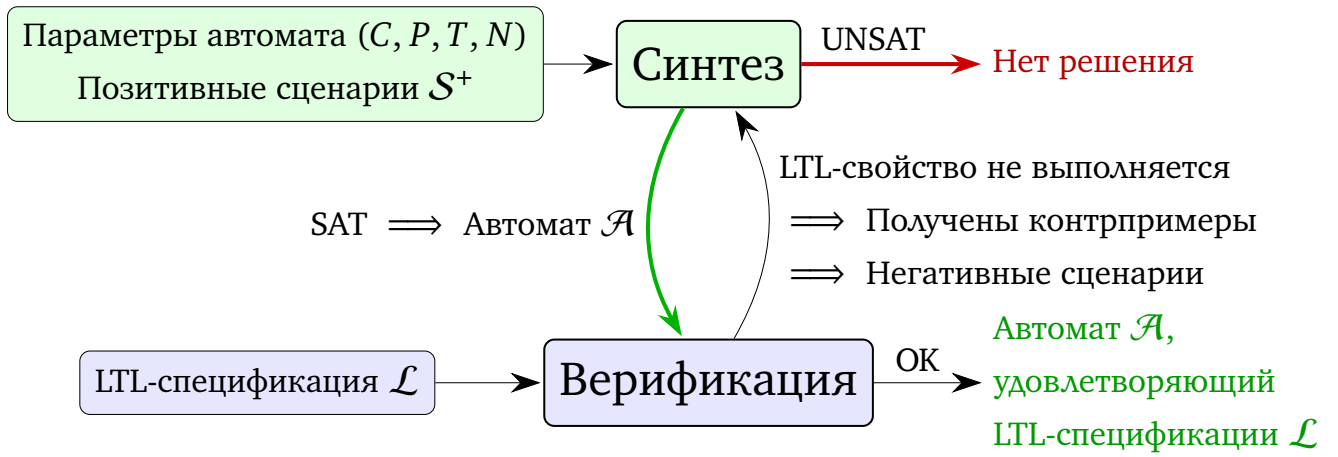 Параметры автомата (C, P, T, N)
Позитивные сценарии 𝓢⁺
Синтез
UNSAT
Нет решения
SAT ⟹ Автомат 𝓐
LTL-свойство не выполняется
⟹ Получены контрпримеры
⟹ Негативные сценарии
LTL-спецификация 𝓛
Верификация
OK
Автомат 𝓐,
удовлетворяющий
LTL-спецификации 𝓛